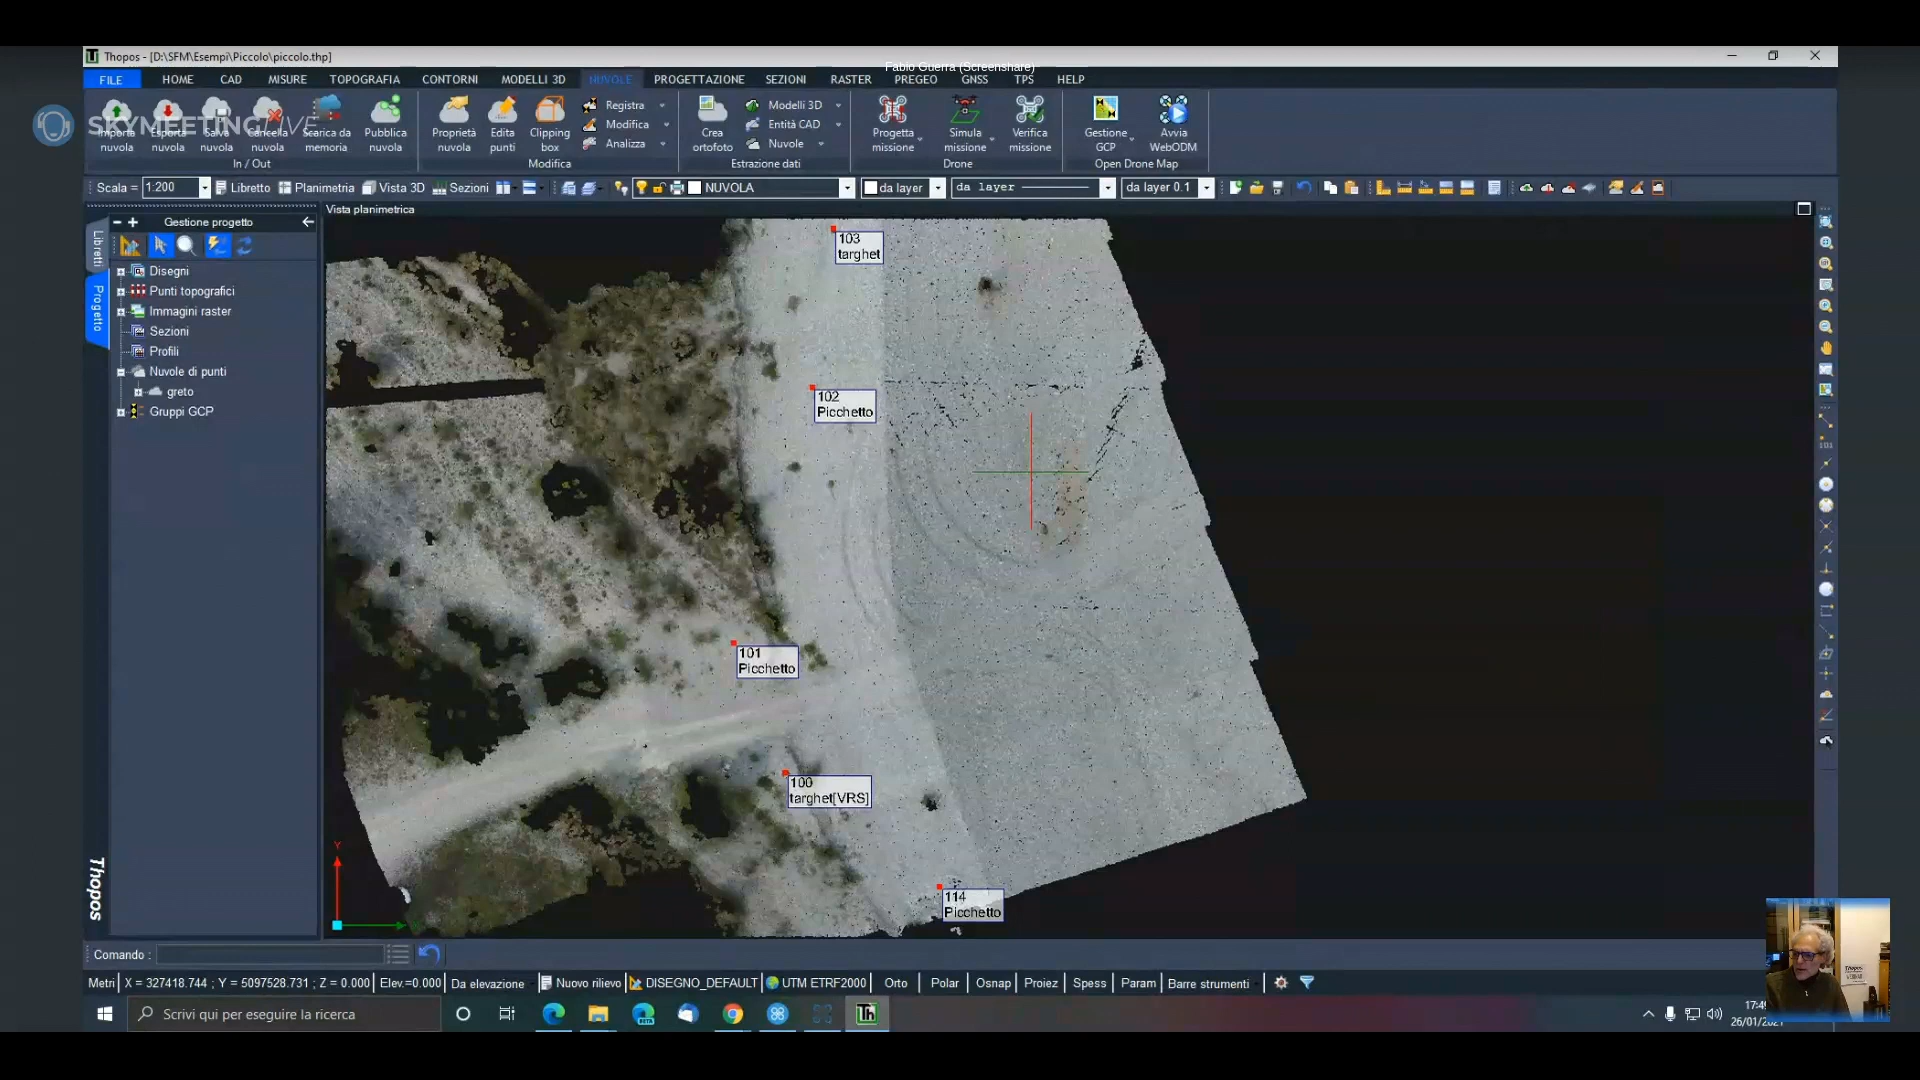 Thopos - [D:\SFM\Esempi\Piccolo\piccolo.thp]
Fabio Guerra (Screenshare)
FILE HOME CAD MISURE TOPOGRAFIA CONTORNI MODELLI 3D NUVOLE PROGETTAZIONE SEZIONI RASTER PREGEO GNSS TPS HELP
SKYMEETINGLIVE
Importa nuvola
Esporta nuvola
Salva nuvola
Cancella nuvola
Scarica da memoria
Pubblica nuvola
In / Out
Proprietà nuvola
Edita punti
Clipping box
Registra
Modifica
Analizza
Modifica
Crea ortofoto
Modelli 3D
Entità CAD
Nuvole
Estrazione dati
Progetta missione
Simula missione
Verifica missione
Drone
Gestione GCP
Avvia WebODM
Open Drone Map
Scala = 1:200 Libretto Planimetria Vista 3D Sezioni NUVOLA da layer da layer da layer 0.1
Gestione progetto
Vista planimetrica
Libretti
Progetto
Disegni
Punti topografici
Immagini raster
Sezioni
Profili
Nuvole di punti
greto
Gruppi GCP
103
targhet
102
Picchetto
101
Picchetto
100
targhet[VRS]
114
Picchetto
Y
Thopos
Thopos
Comando :
Metri X = 327418.744 ; Y = 5097528.731 ; Z = 0.000 Elev.=0.000 Da elevazione Nuovo rilievo DISEGNO_DEFAULT UTM ETRF2000 Orto Polar Osnap Proiez Spess Param Barre strumenti
Scrivi qui per eseguire la ricerca
Th